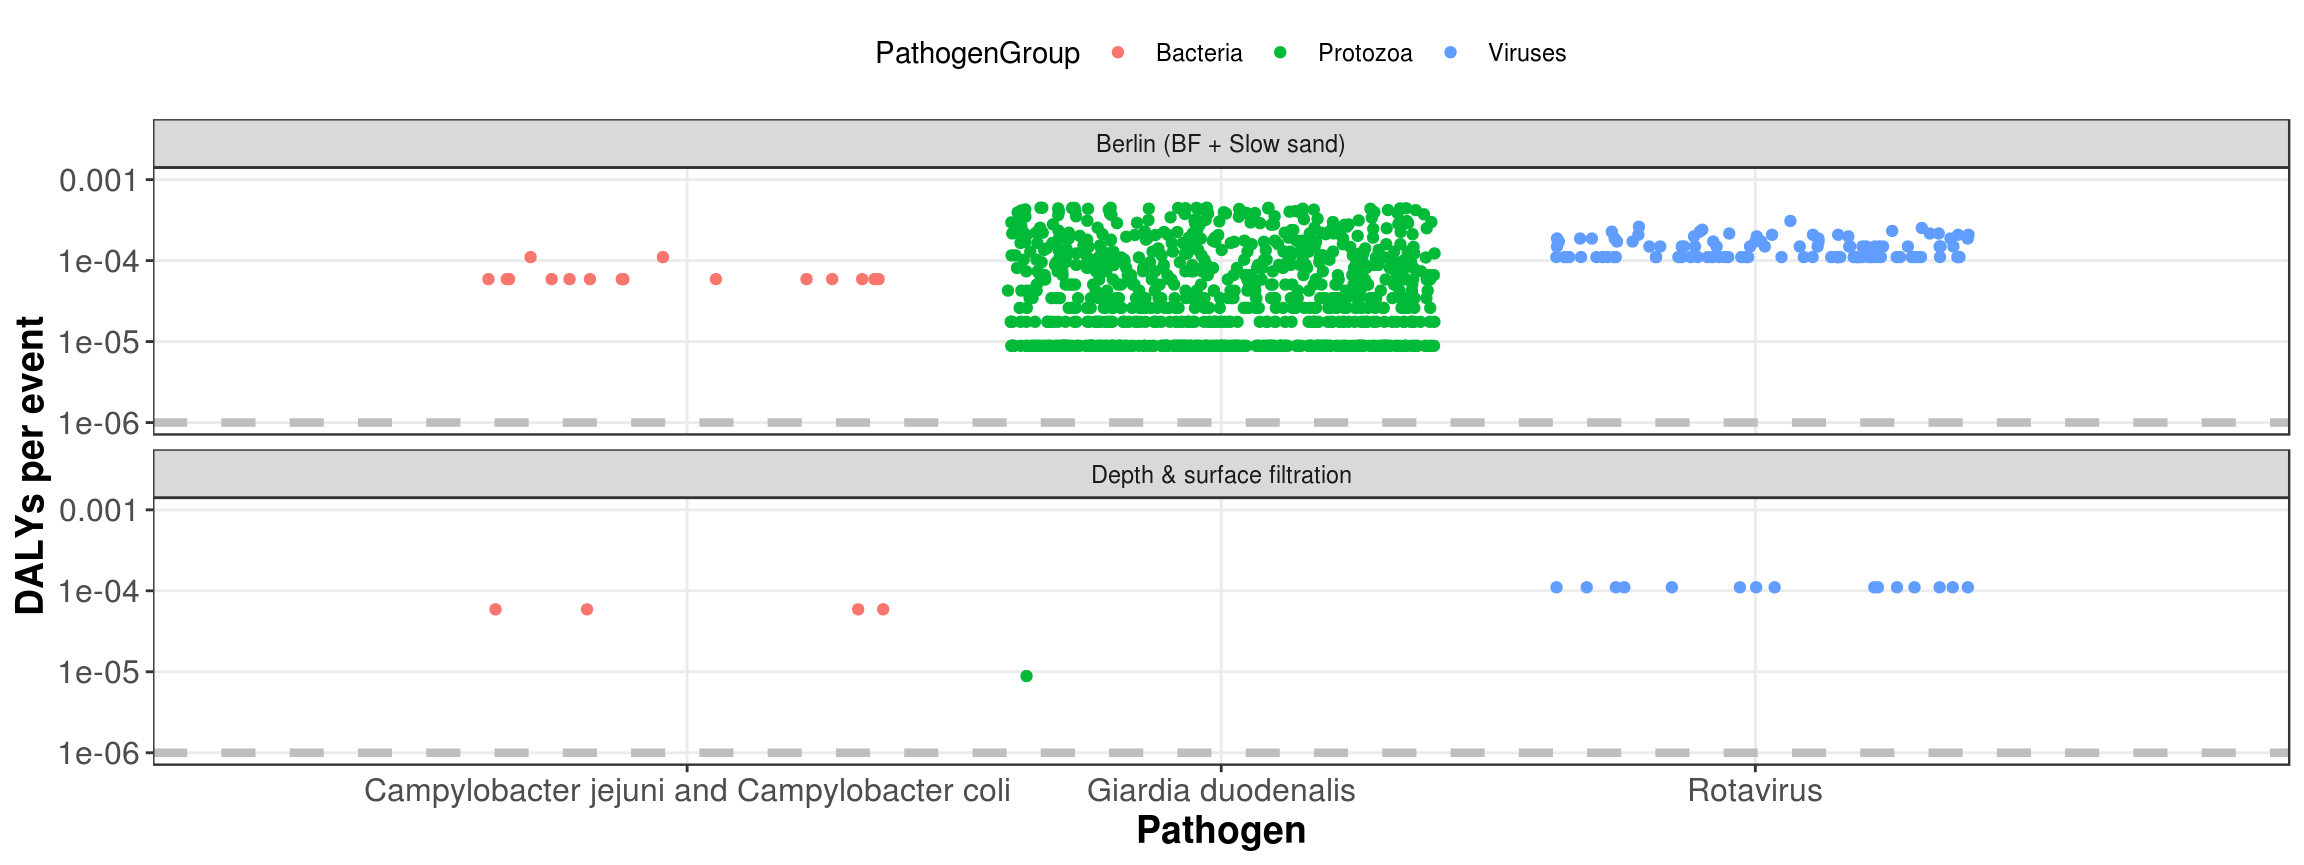 PathogenGroup Bacteria Protozoa Viruses
Berlin (BF + Slow sand)
0.001
1e-04
1e-05
1e-06
Depth & surface filtration
0.001
1e-04
1e-05
1e-06
DALYs per event
Campylobacter jejuni and Campylobacter coli Giardia duodenalis Rotavirus
Pathogen